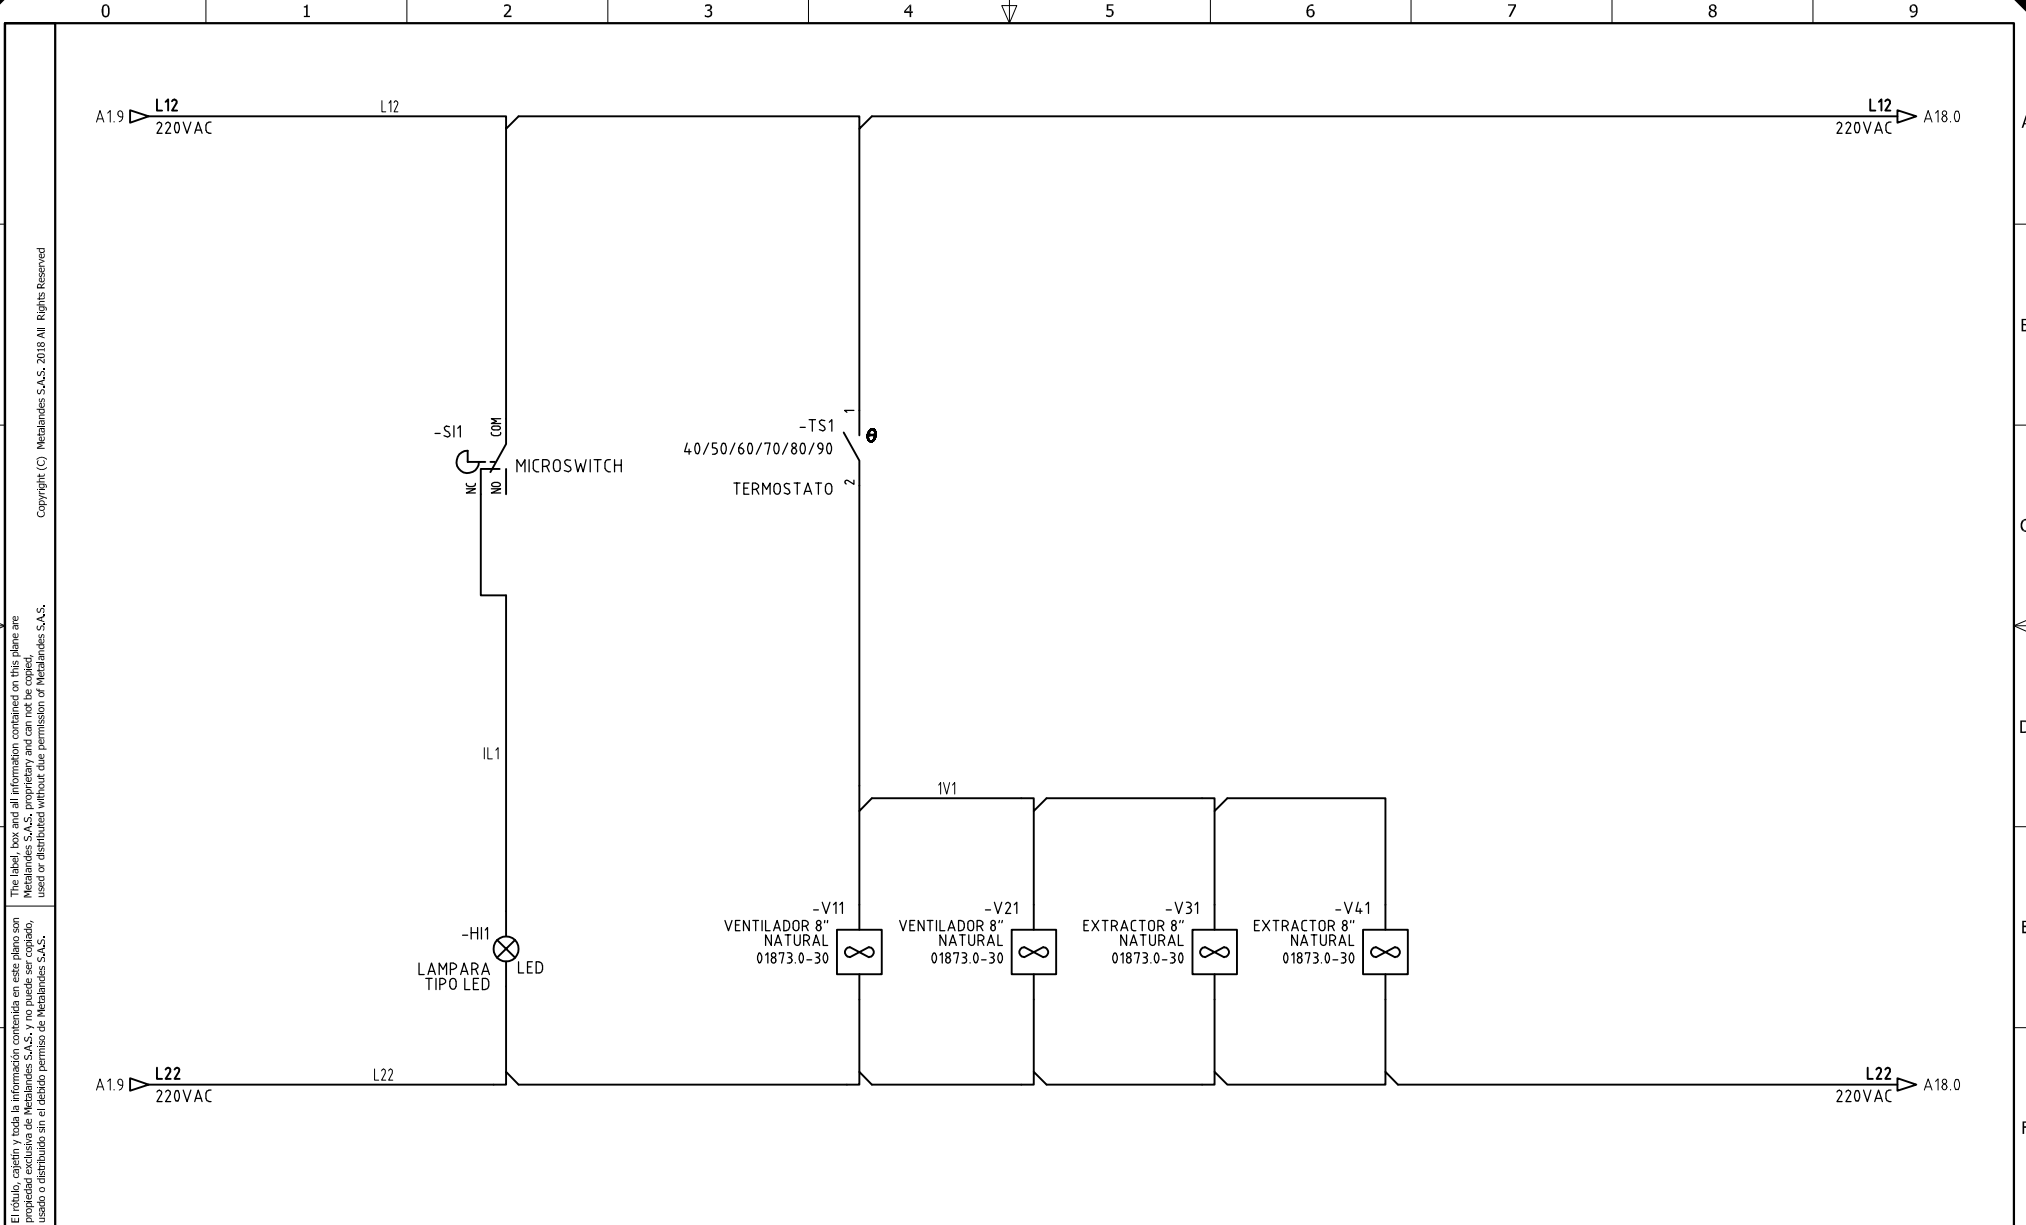 0 1 2 3 4 5 6 7 8 9
L12 L12 L12
A1.9 A18.0
220VAC 220VAC
A
B
COM 1
-SI1 -TS1 θ
40/50/60/70/80/90
MICROSWITCH
NC NO TERMOSTATO 2
C
D
IL1
1V1
-V11 -V21 -V31 -V41
VENTILADOR 8" VENTILADOR 8" EXTRACTOR 8" EXTRACTOR 8"
-HI1 NATURAL NATURAL NATURAL NATURAL
01873.0-30 01873.0-30 01873.0-30 01873.0-30
LAMPARA LED
TIPO LED
E
L22 L22 L22
A1.9 A18.0
220VAC 220VAC
F
Copyright (C) Metalandes S.A.S. 2018 All Rights Reserved
The label, box and all information contained on this plane are
Metalandes S.A.S. proprietary and can not be copied,
used or distributed without due permission of Metalandes S.A.S.
El rótulo, cajetín y toda la información contenida en este plano son
propiedad exclusiva de Metalandes S.A.S. y no puede ser copiado,
usado o distribuido sin el debido permiso de Metalandes S.A.S.